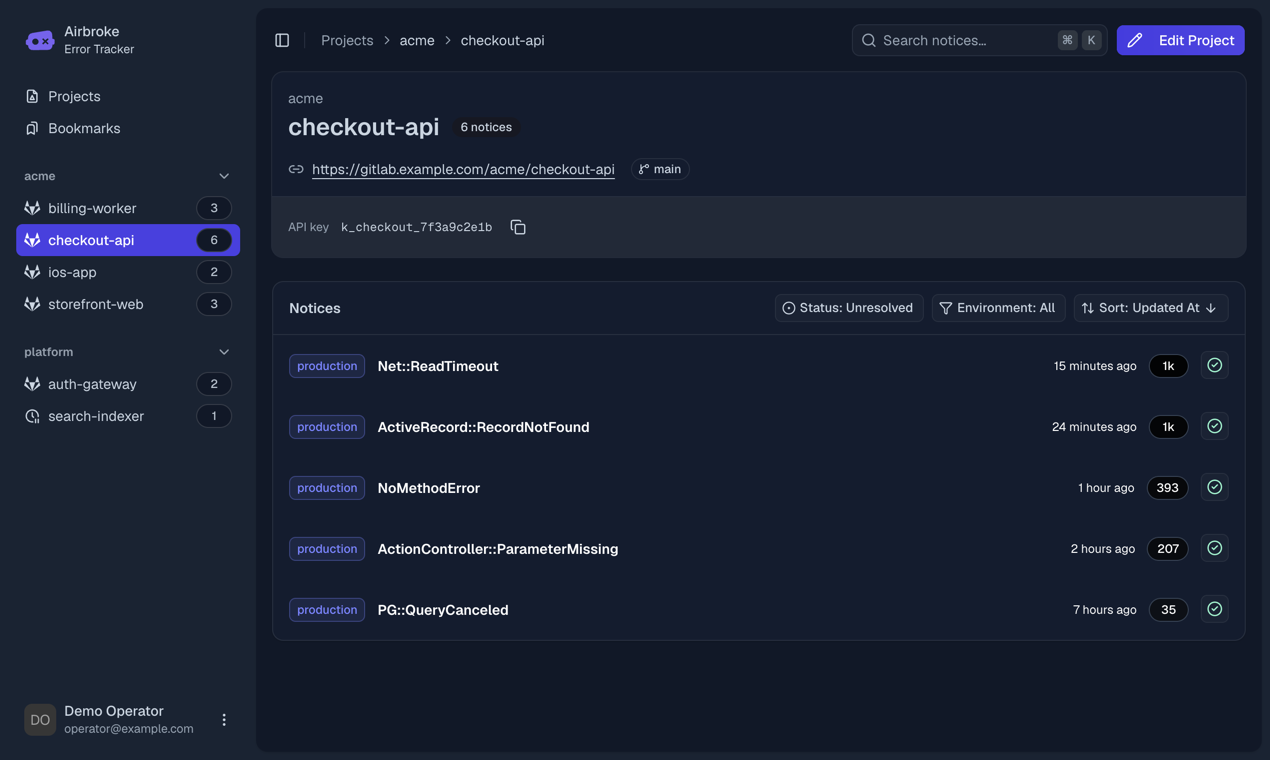 Airbroke
Error Tracker
Projects
Bookmarks
acme
billing-worker 3
checkout-api 6
ios-app 2
storefront-web 3
platform
auth-gateway 2
search-indexer 1
DO
Demo Operator
operator@example.com
Projects > acme > checkout-api
Search notices... ⌘ K
Edit Project
acme
checkout-api 6 notices
https://gitlab.example.com/acme/checkout-api main
API key k_checkout_7f3a9c2e1b
Notices Status: Unresolved Environment: All Sort: Updated At ↓
production Net::ReadTimeout 15 minutes ago 1k
production ActiveRecord::RecordNotFound 24 minutes ago 1k
production NoMethodError 1 hour ago 393
production ActionController::ParameterMissing 2 hours ago 207
production PG::QueryCanceled 7 hours ago 35